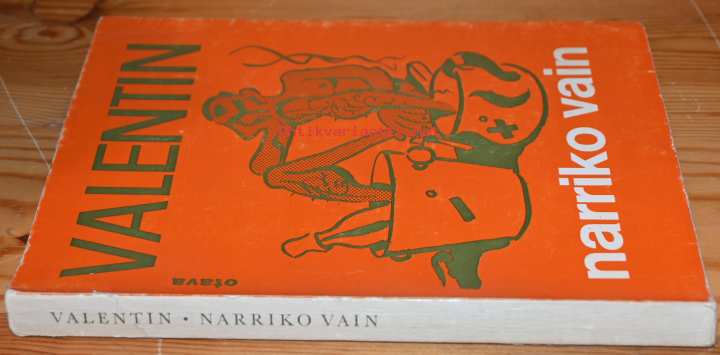 VALENTIN
narriko vain
otava
VALENTIN · NARRIKO VAIN